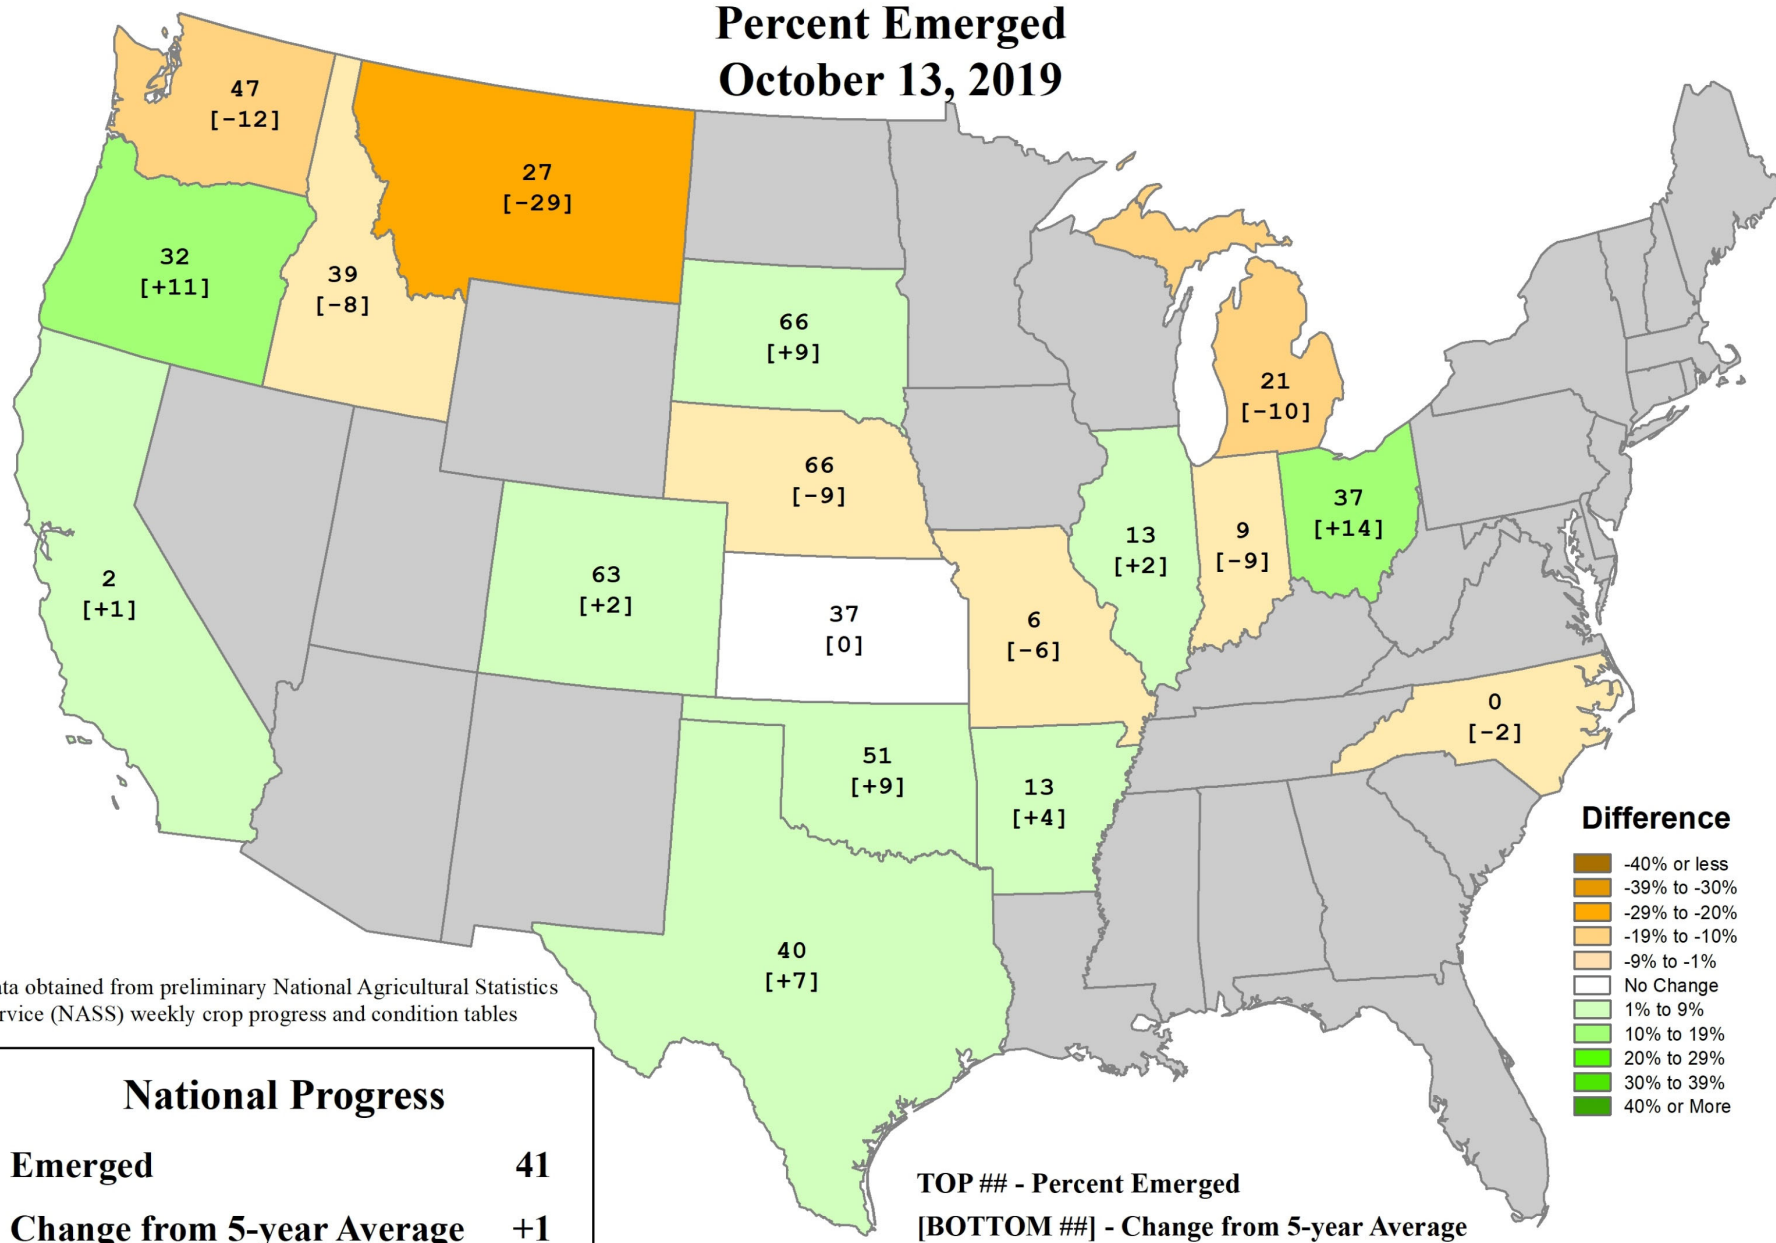 Percent Emerged
October 13, 2019
47
[-12]
27
[-29]
32
[+11]
39
[-8]
66
[+9]
21
[-10]
66
[-9]
37
[+14]
13
[+2]
9
[-9]
2
[+1]
63
[+2]
37
[0]
6
[-6]
0
[-2]
51
[+9]
13
[+4]
40
[+7]
Difference
-40% or less
-39% to -30%
-29% to -20%
-19% to -10%
-9% to -1%
No Change
1% to 9%
10% to 19%
20% to 29%
30% to 39%
40% or More
ta obtained from preliminary National Agricultural Statistics
rvice (NASS) weekly crop progress and condition tables
National Progress
Emerged 41
Change from 5-year Average +1
TOP ## - Percent Emerged
[BOTTOM ##] - Change from 5-year Average